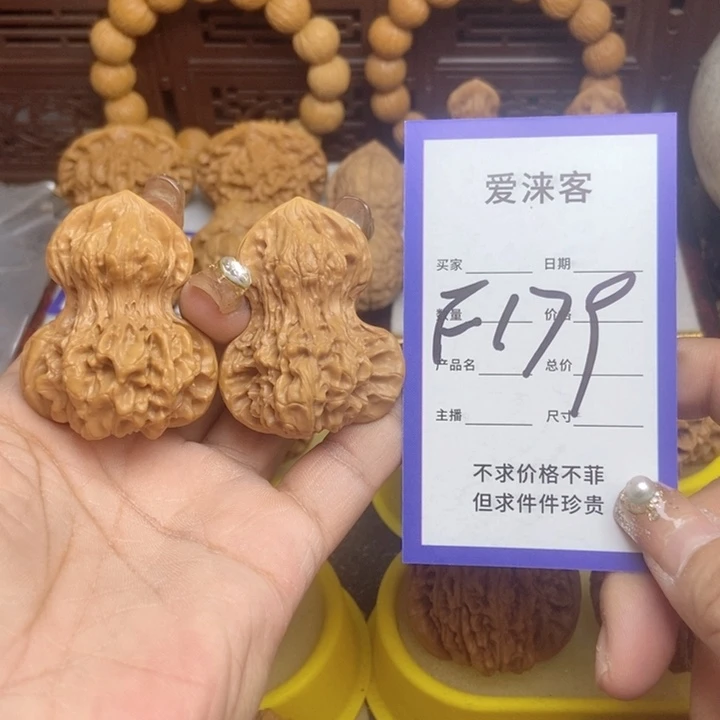 爱涞客
买家 日期
数量 价格
F179
产品名 总价
主播 尺寸
不求价格不菲
但求件件珍贵